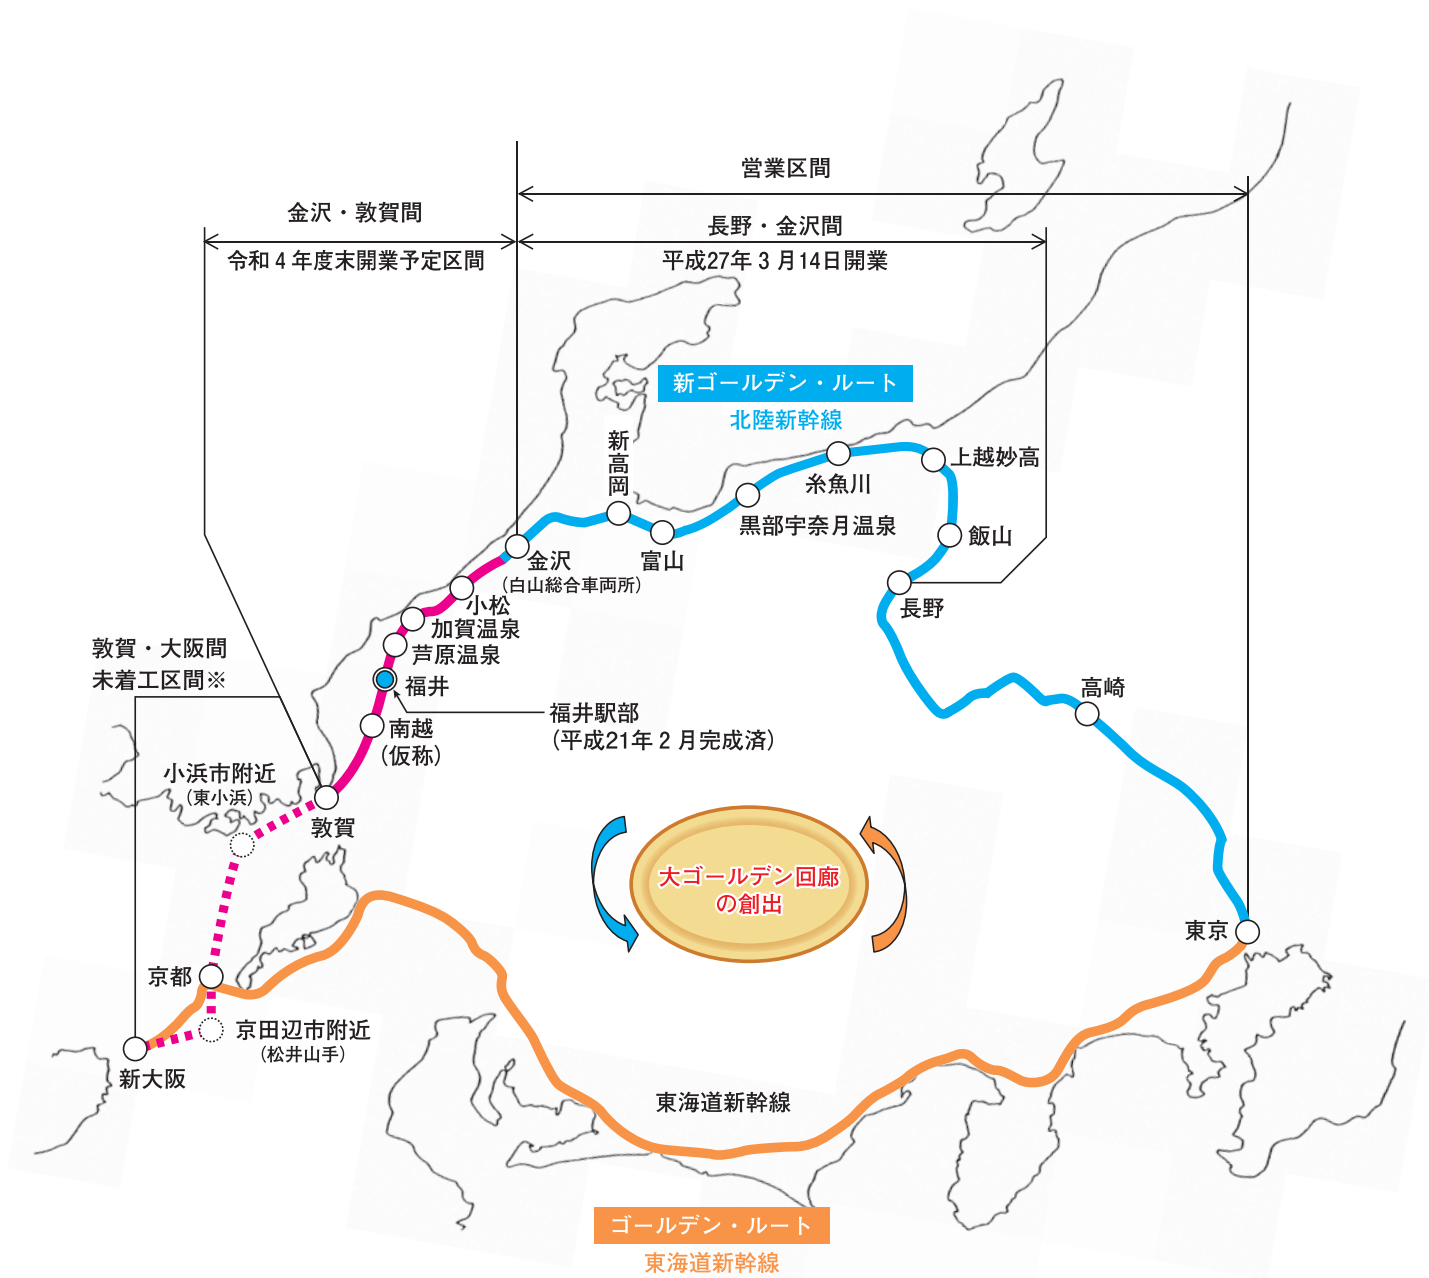 営業区間
金沢・敦賀間
長野・金沢間
令和4年度末開業予定区間
平成27年3月14日開業
新ゴールデン・ルート
北陸新幹線
新高岡
糸魚川
上越妙高
黒部宇奈月温泉
飯山
富山
金沢
(白山総合車両所)
長野
小松
加賀温泉
芦原温泉
敦賀・大阪間
未着工区間※
福井
高崎
福井駅部
(平成21年2月完成済)
南越
(仮称)
小浜市附近
(東小浜)
敦賀
大ゴールデン回廊
の創出
東京
京都
京田辺市附近
(松井山手)
新大阪
東海道新幹線
ゴールデン・ルート
東海道新幹線